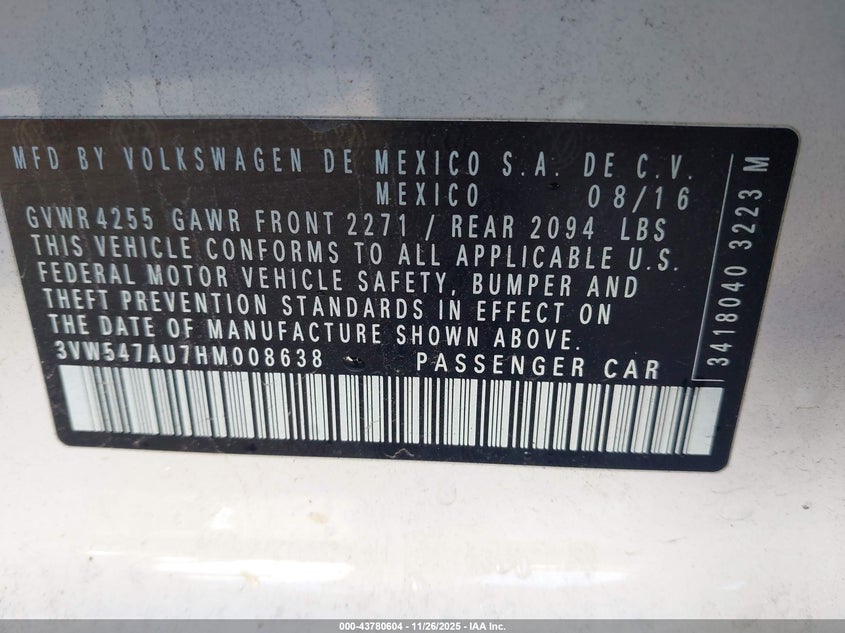 MFD BY VOLKSWAGEN DE MEXICO S.A. DE C.V.
MEXICO 08/16
GVWR 4255 GAWR FRONT 2271 / REAR 2094 LBS
THIS VEHICLE CONFORMS TO ALL APPLICABLE U.S.
FEDERAL MOTOR VEHICLE SAFETY, BUMPER AND
THEFT PREVENTION STANDARDS IN EFFECT ON
THE DATE OF MANUFACTURE SHOWN ABOVE.
3VW547AU7HM008638 PASSENGER CAR
3418040 3223 M
000-43780604 - 11/26/2025 - IAA Inc.